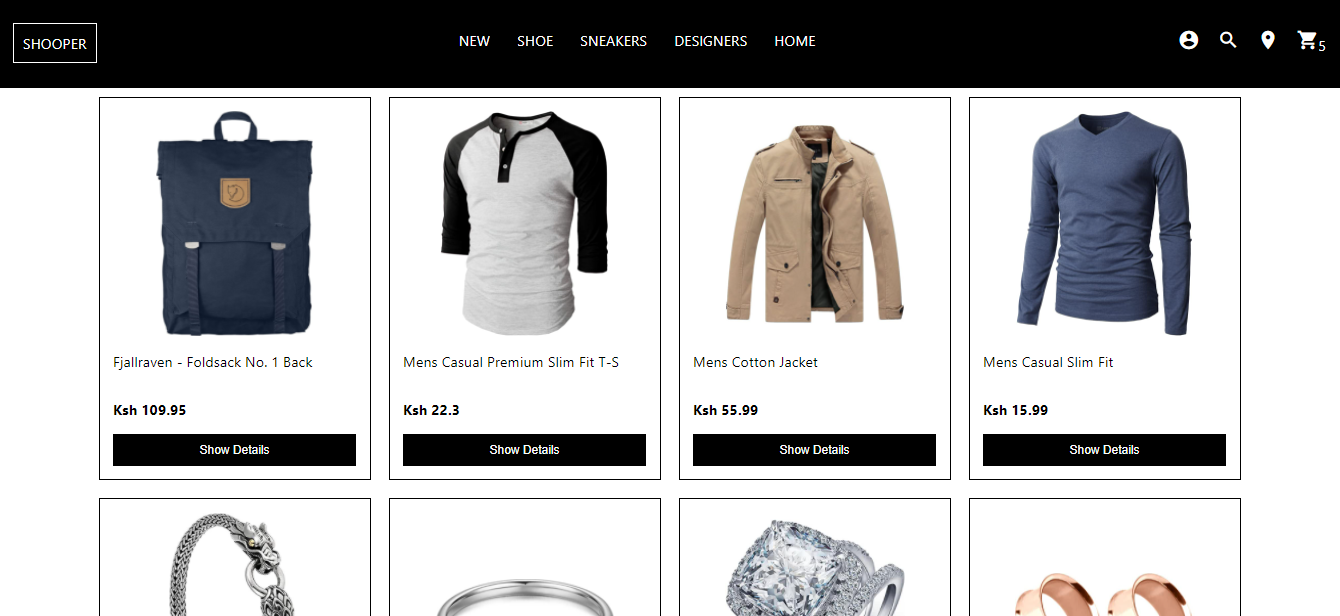 SHOOPER
NEW SHOE SNEAKERS DESIGNERS HOME
5
Fjallraven - Foldsack No. 1 Back
Mens Casual Premium Slim Fit T-S
Mens Cotton Jacket
Mens Casual Slim Fit
Ksh 109.95
Ksh 22.3
Ksh 55.99
Ksh 15.99
Show Details
Show Details
Show Details
Show Details